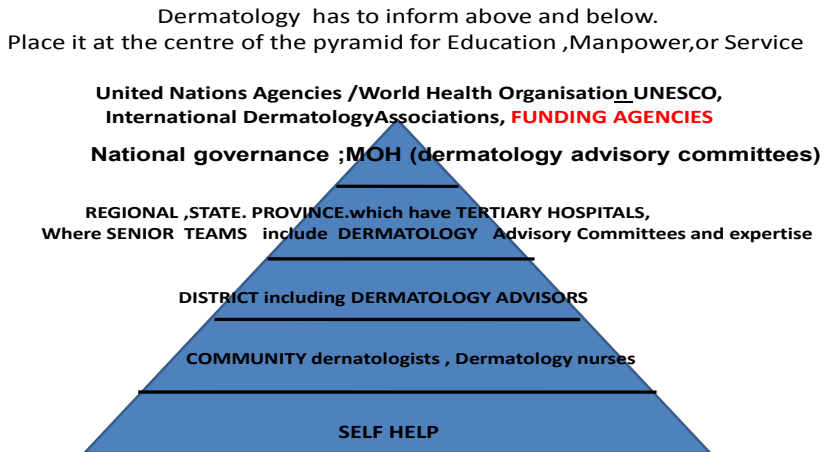 Dermatology has to inform above and below.
Place it at the centre of the pyramid for Education ,Manpower,or Service
United Nations Agencies /World Health Organisation UNESCO,
International DermatologyAssociations, FUNDING AGENCIES
National governance ;MOH (dermatology advisory committees)
REGIONAL ,STATE. PROVINCE.which have TERTIARY HOSPITALS,
Where SENIOR TEAMS include DERMATOLOGY Advisory Committees and expertise
DISTRICT including DERMATOLOGY ADVISORS
COMMUNITY dernatologists , Dermatology nurses
SELF HELP